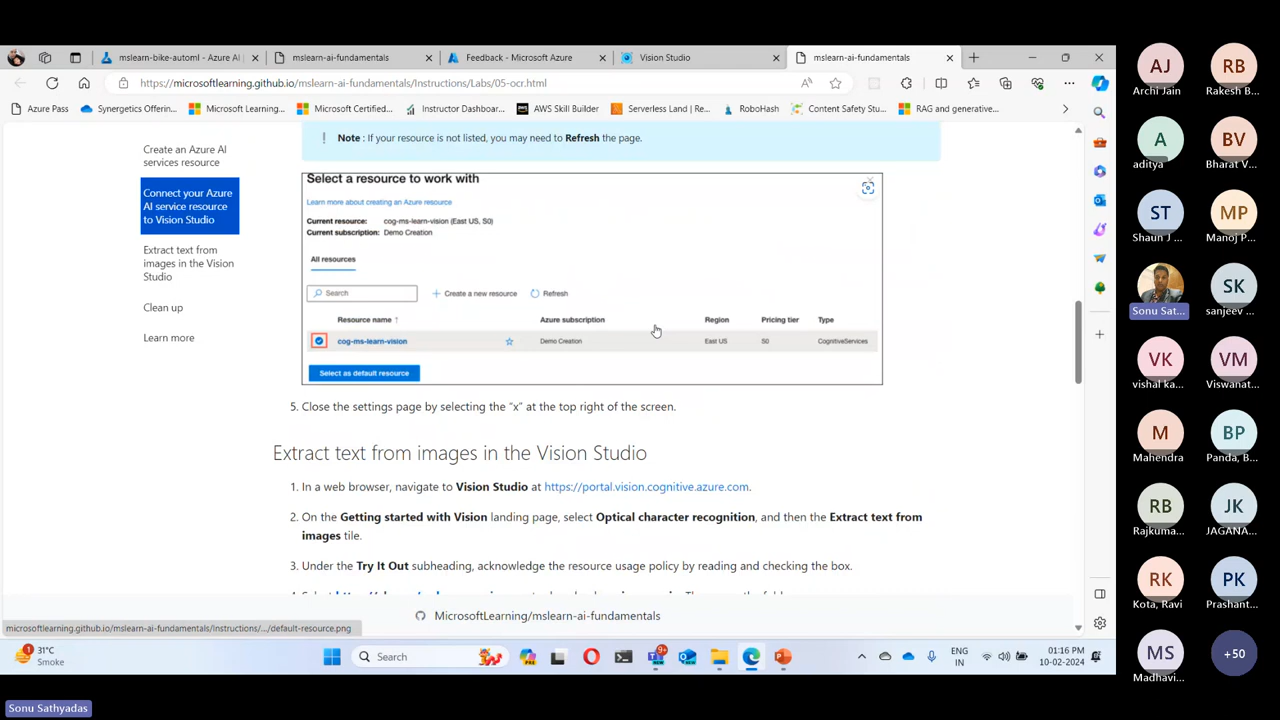 mslearn-bike-automl - Azure AI |
mslearn-ai-fundamentals
Feedback - Microsoft Azure
Vision Studio
mslearn-ai-fundamentals
https://microsoftlearning.github.io/mslearn-ai-fundamentals/Instructions/Labs/05-ocr.html
Azure Pass
Synergetics Offerin...
Microsoft Learning...
Microsoft Certified...
Instructor Dashboar...
AWS Skill Builder
Serverless Land | Re...
RoboHash
Content Safety Stu...
RAG and generative...
Create an Azure AI
services resource
Connect your Azure
AI service resource
to Vision Studio
Extract text from
images in the Vision
Studio
Clean up
Learn more
! Note : If your resource is not listed, you may need to Refresh the page.
Select a resource to work with
Learn more about creating an Azure resource
Current resource: cog-ms-learn-vision (East US, S0)
Current subscription: Demo Creation
All resources
Search
+ Create a new resource
Refresh
Resource name ↑ Azure subscription Region Pricing tier Type
cog-ms-learn-vision Demo Creation East US S0 CognitiveServices
Select as default resource
5. Close the settings page by selecting the “x” at the top right of the screen.
Extract text from images in the Vision Studio
1. In a web browser, navigate to Vision Studio at https://portal.vision.cognitive.azure.com.
2. On the Getting started with Vision landing page, select Optical character recognition, and then the Extract text from
images tile.
3. Under the Try It Out subheading, acknowledge the resource usage policy by reading and checking the box.
MicrosoftLearning/mslearn-ai-fundamentals
microsoftlearning.github.io/mslearn-ai-fundamentals/Instructions/.../default-resource.png
1
31°C
Smoke
Search
9+
ENG
IN
01:16 PM
10-02-2024
Sonu Sathyadas
AJ
Archi Jain
RB
Rakesh B...
A
aditya
BV
Bharat V...
ST
Shaun J ...
MP
Manoj P...
Sonu Sat...
SK
sanjeev ...
VK
vishal ka...
VM
Viswanat...
M
Mahendra
BP
Panda, B...
RB
Rajkuma...
JK
JAGANA...
RK
Kota, Ravi
PK
Prashant...
MS
Madhavi...
+50